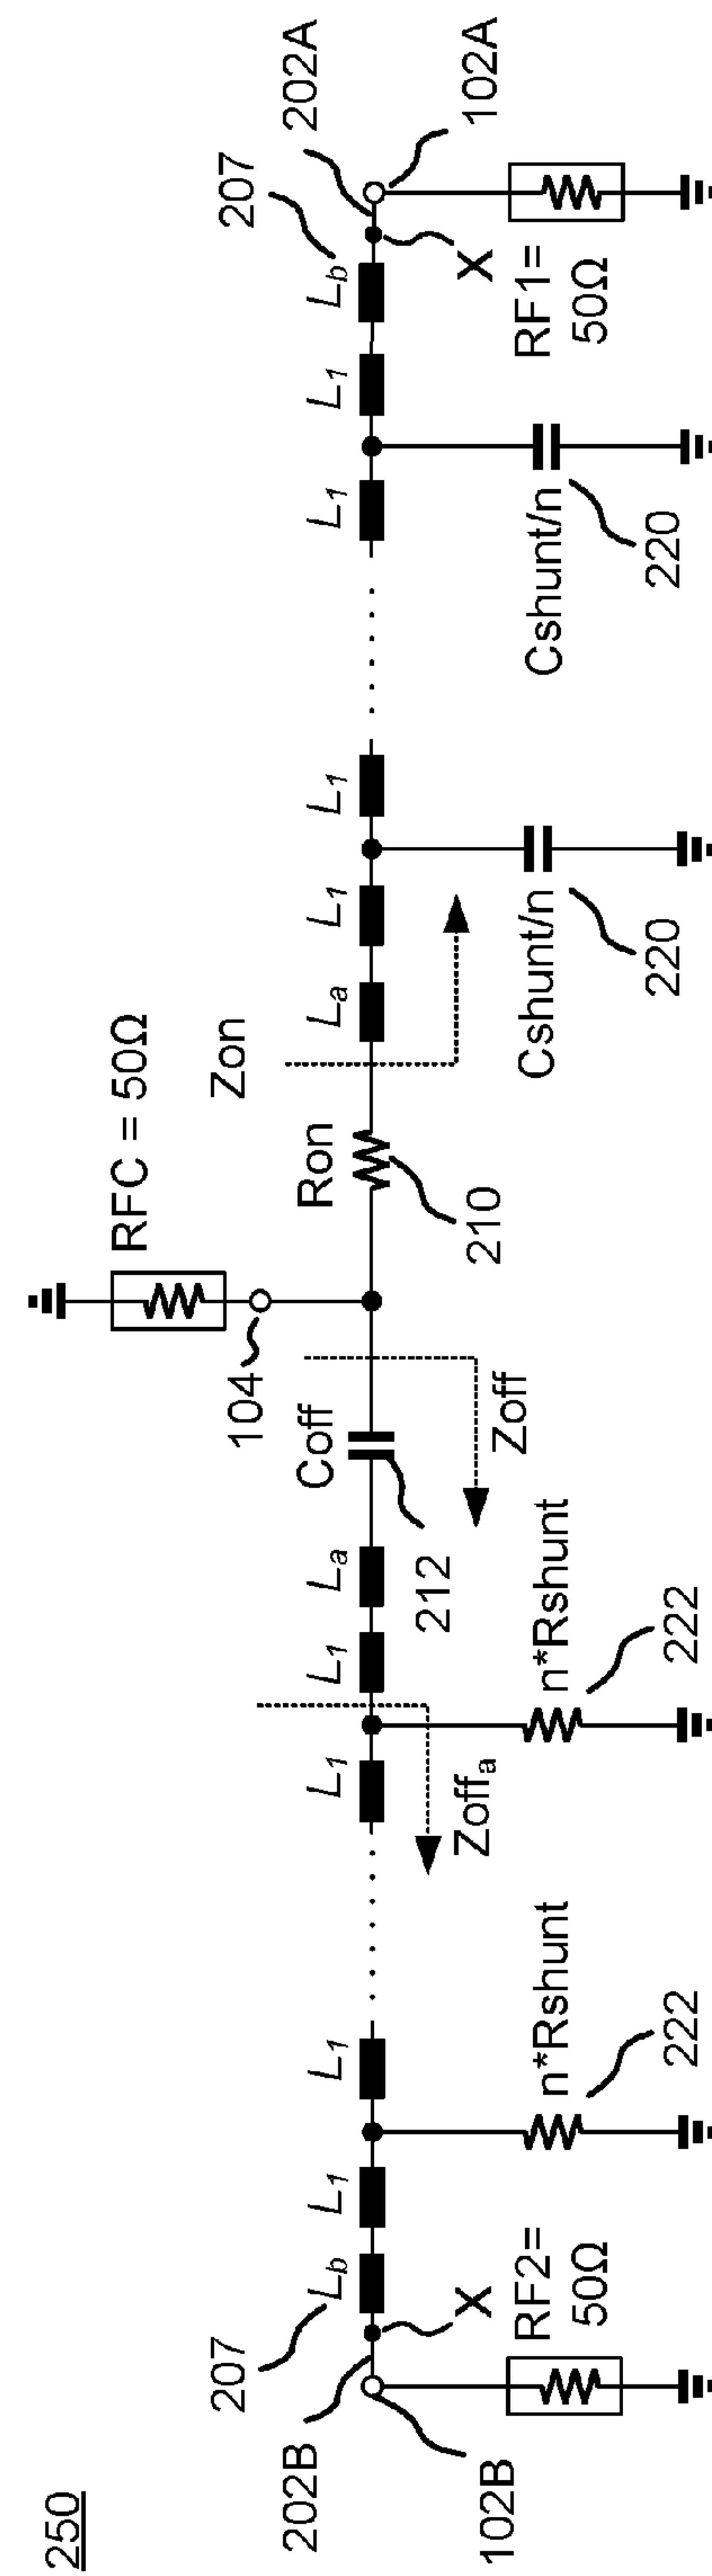 250
RFC = 50Ω
104
Zon
202B
102B
207
X
RF2=
50Ω
Lb
L1
n*Rshunt
222
L1
L1
Zoffa
n*Rshunt
222
L1
La
212
Coff
Zoff
Ron
210
La
L1
Cshunt/n
220
L1
L1
Cshunt/n
220
L1
Lb
207
X
RF1=
50Ω
202A
102A